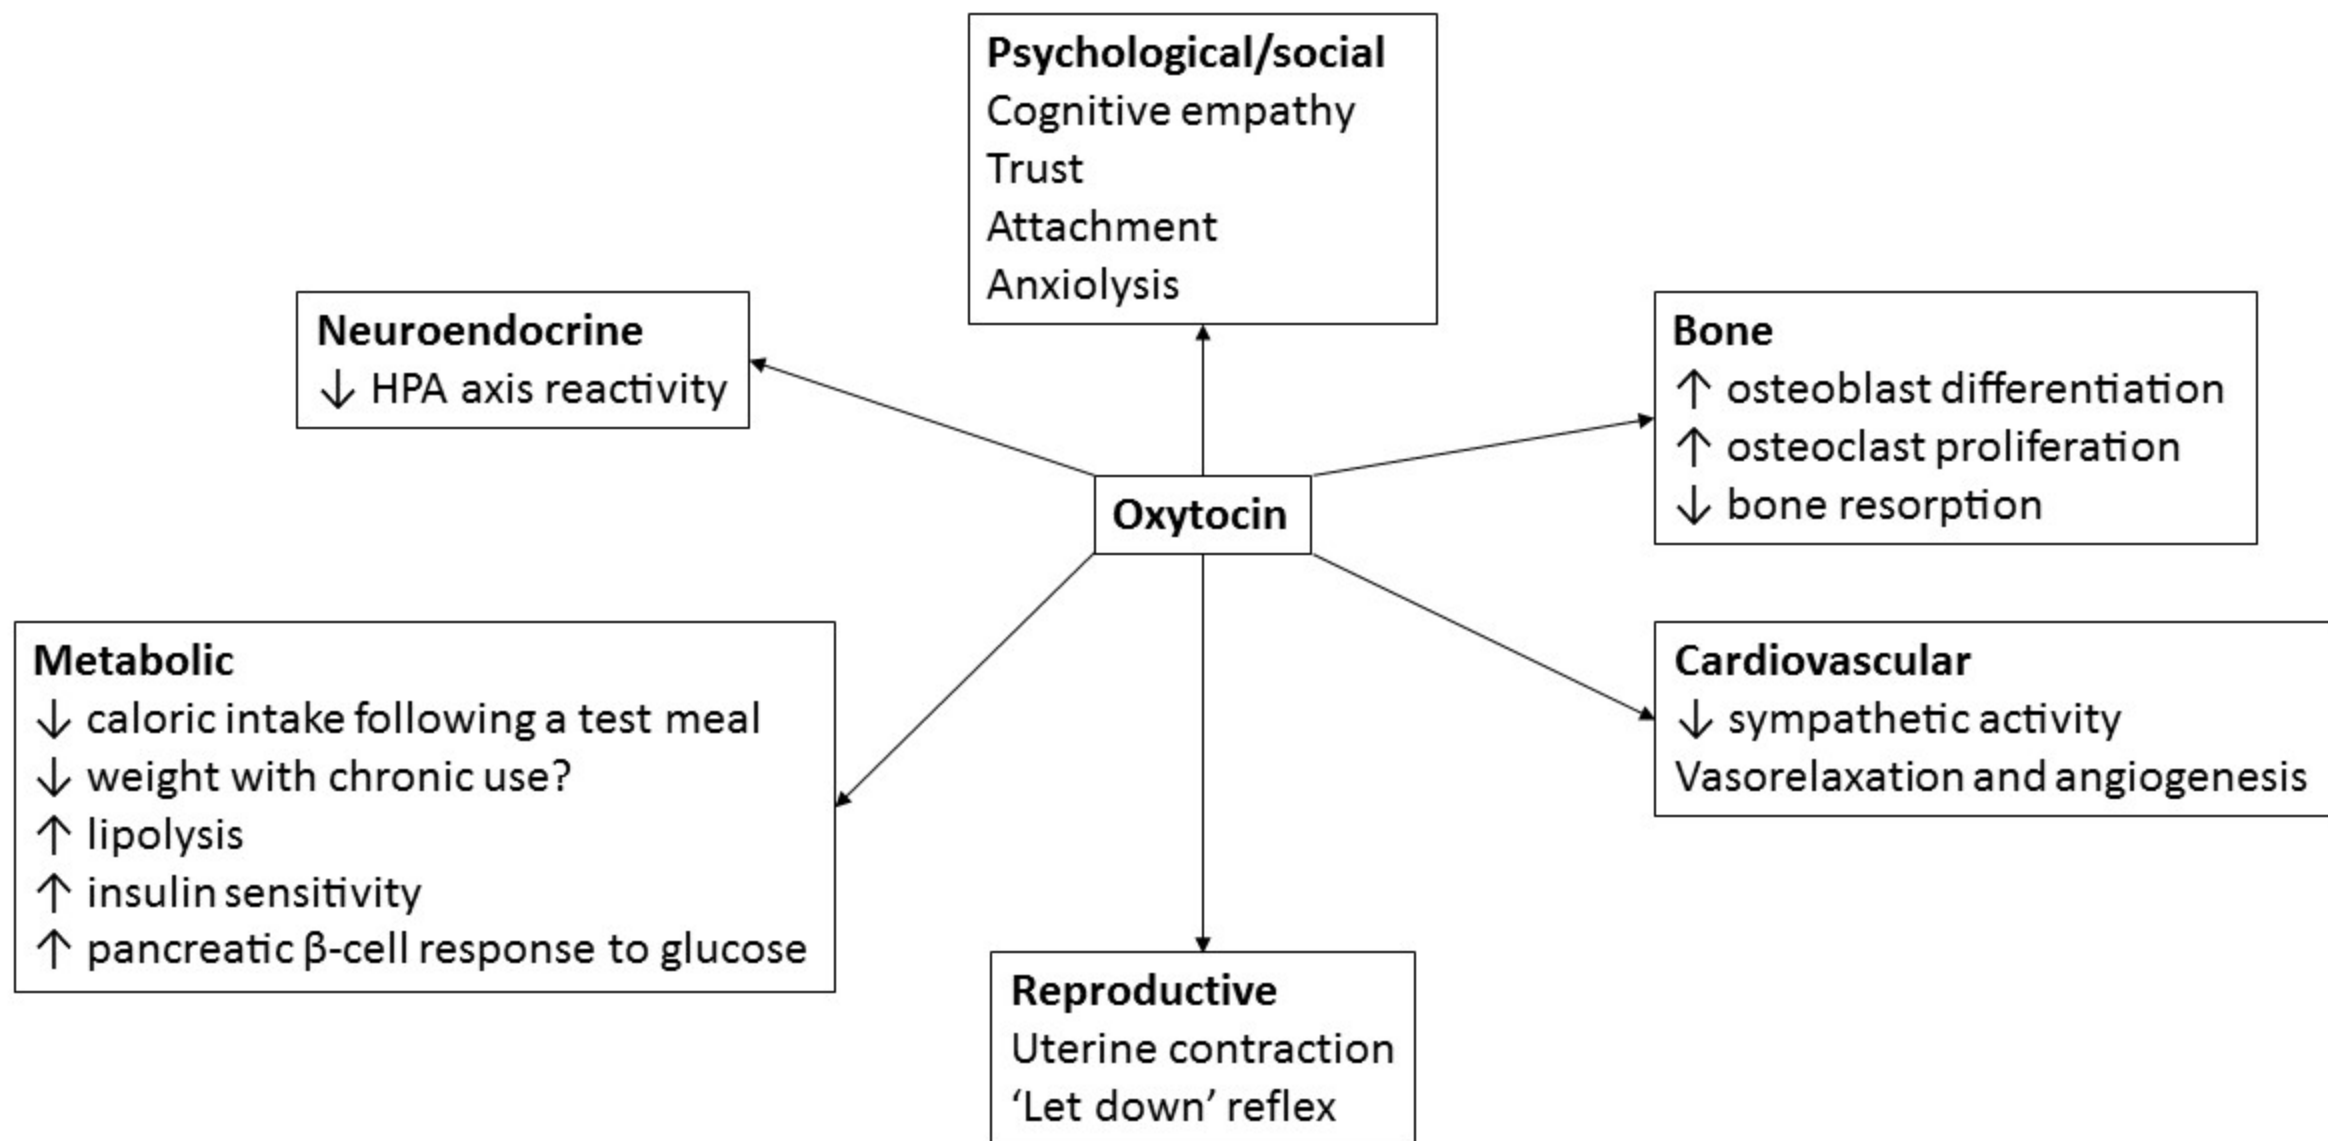 Psychological/social
Cognitive empathy
Trust
Attachment
Anxiolysis
Neuroendocrine
↓ HPA axis reactivity
Bone
↑ osteoblast differentiation
↑ osteoclast proliferation
↓ bone resorption
Oxytocin
Metabolic
↓ caloric intake following a test meal
↓ weight with chronic use?
↑ lipolysis
↑ insulin sensitivity
↑ pancreatic β-cell response to glucose
Cardiovascular
↓ sympathetic activity
Vasorelaxation and angiogenesis
Reproductive
Uterine contraction
‘Let down’ reflex